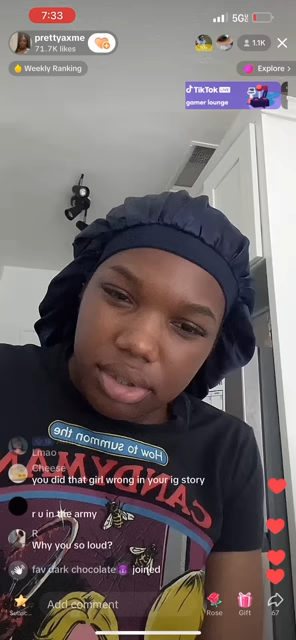 7:33
5G
prettyaxme
71.7K likes
1.1K
Weekly Ranking
Explore >
TikTok LIVE
gamer lounge
How to summon the
CANDYMAN
Lmao
Cheese
you did that girl wrong in your ig story
r u in the army
R
Why you so loud?
fav dark chocolate 😈 joined
Subsc...
Add comment
Rose
Gift
67